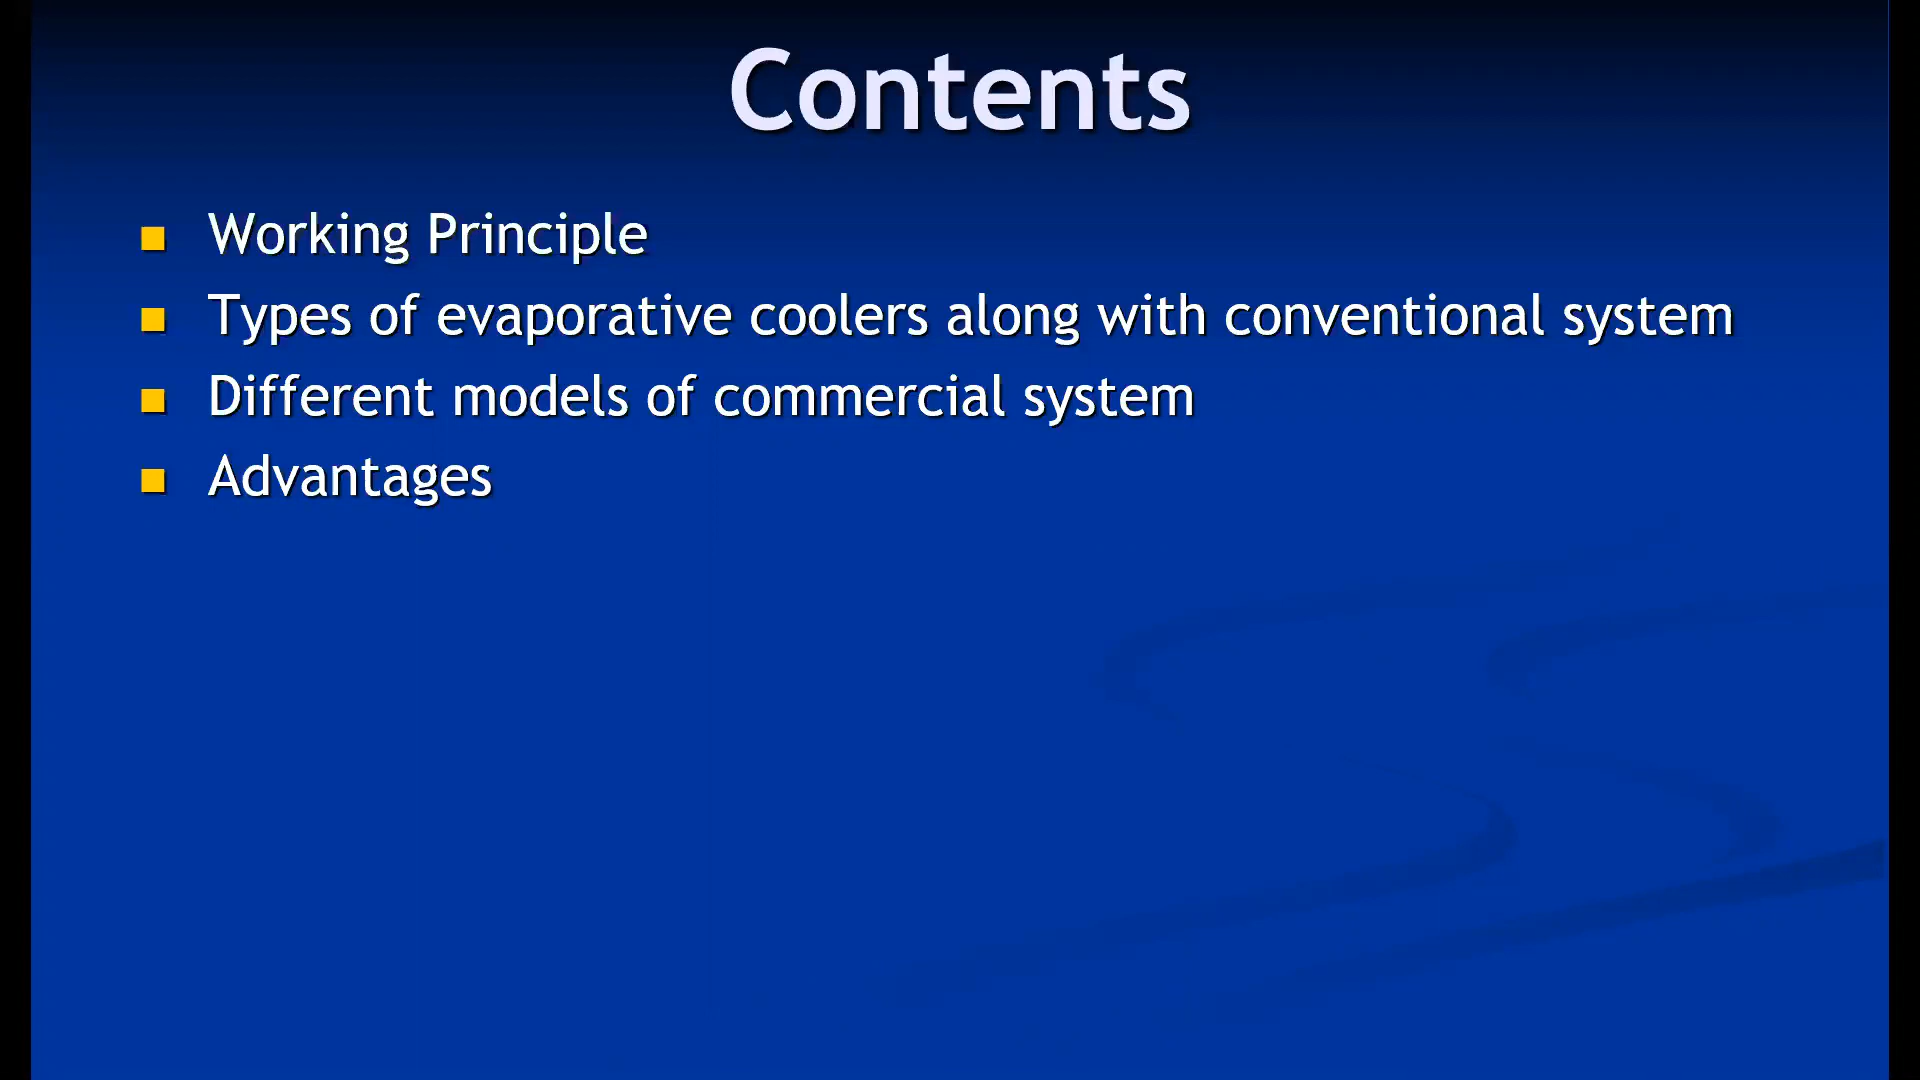 Contents
Working Principle
Types of evaporative coolers along with conventional system
Different models of commercial system
Advantages